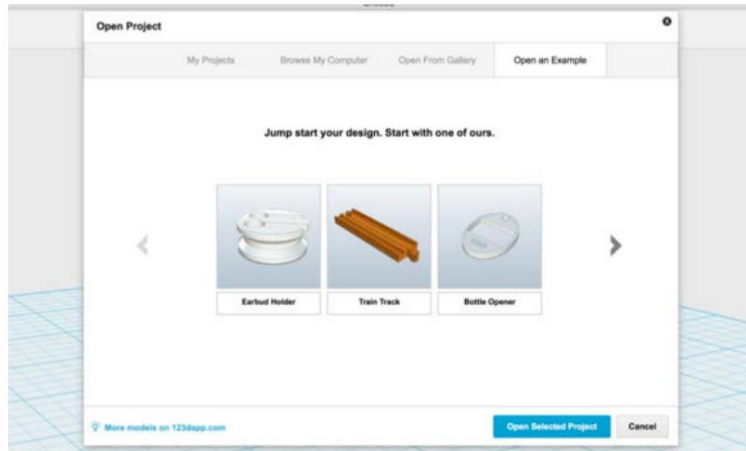 Open Project
My Projects
Browse My Computer
Open From Gallery
Open an Example
Jump start your design. Start with one of ours.
Earbud Holder
Train Track
Bottle Opener
More models on 123dapp.com
Open Selected Project
Cancel